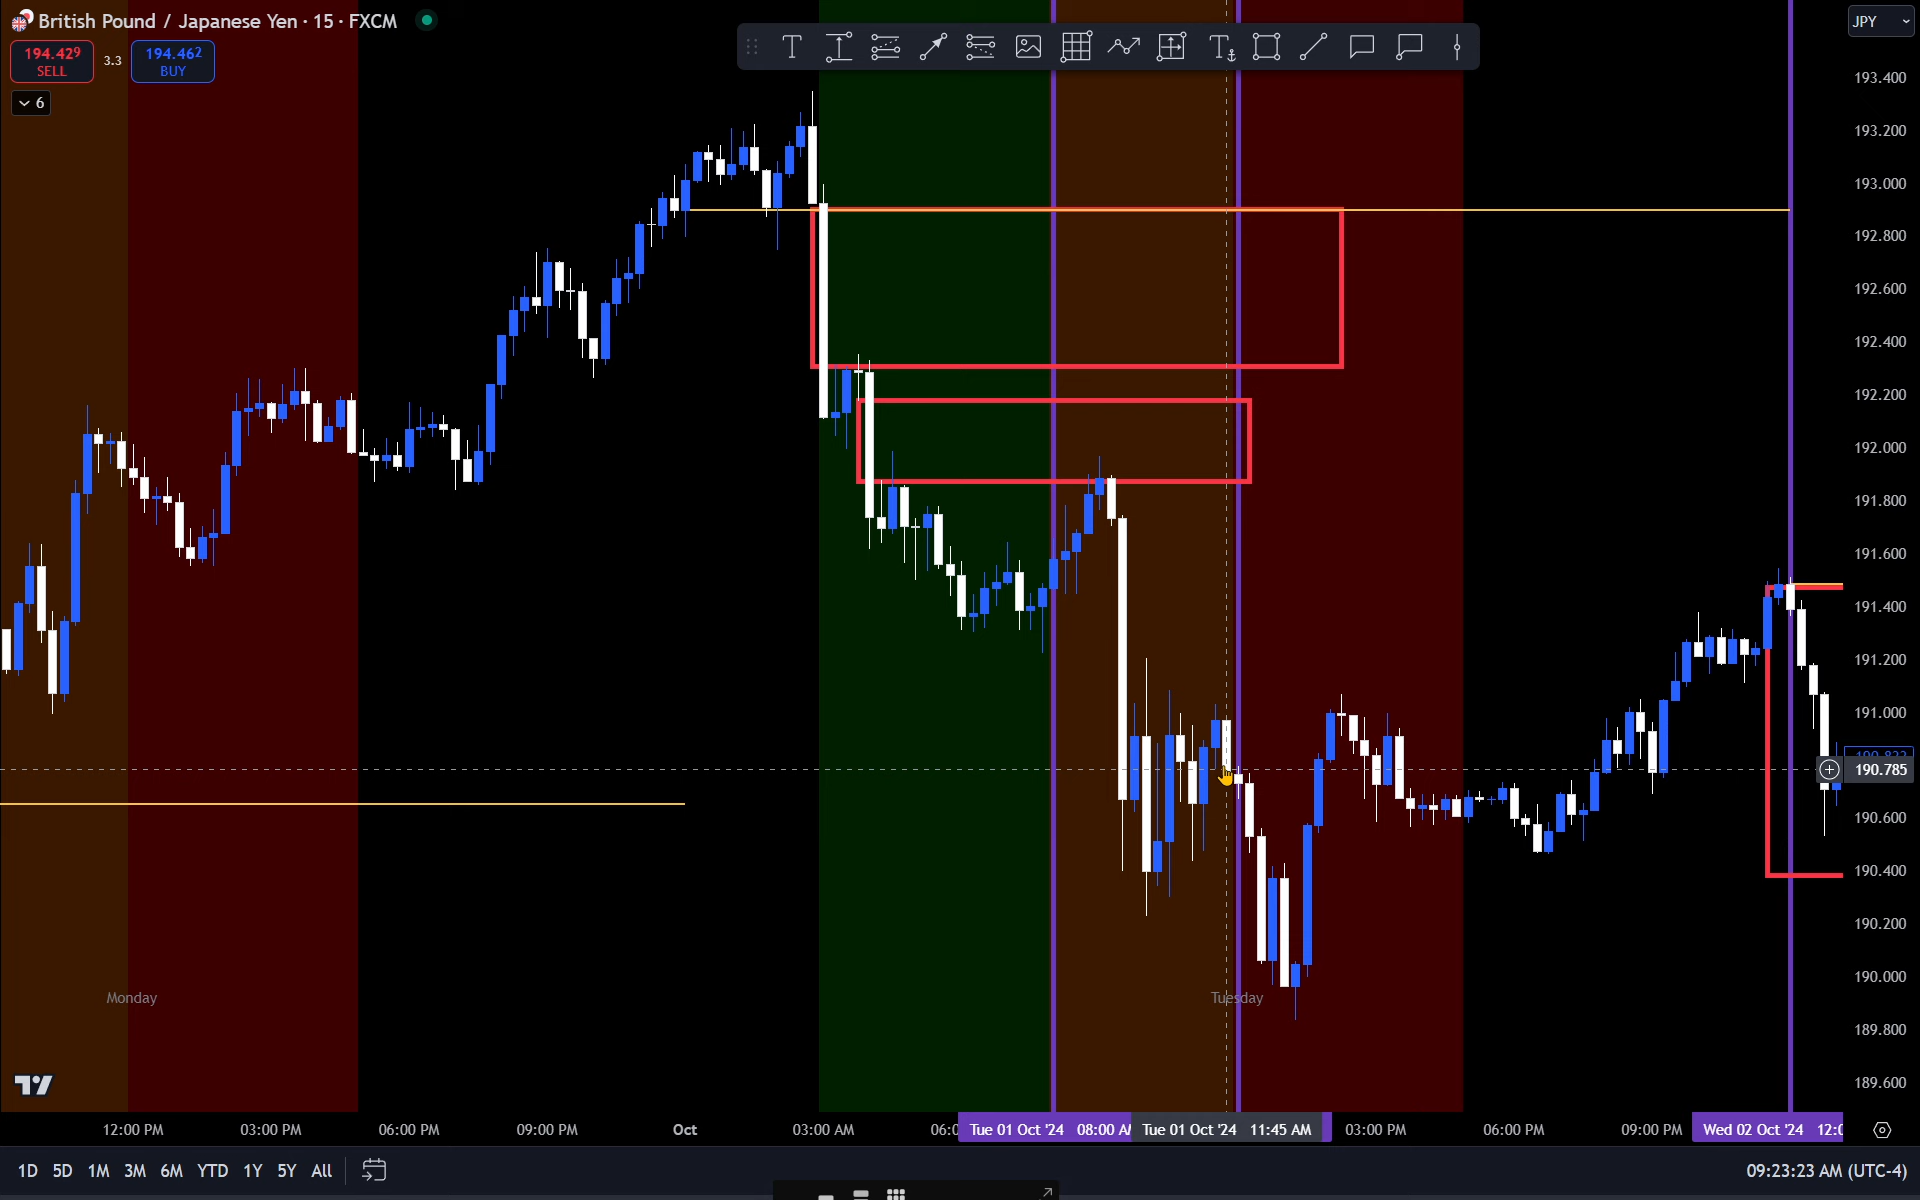 British Pound / Japanese Yen · 15 · FXCM
JPY
194.429
SELL
3.3
194.462
BUY
6
193.400
193.200
193.000
192.800
192.600
192.400
192.200
192.000
191.800
191.600
191.400
191.200
191.000
190.785
190.600
190.400
190.200
190.000
189.800
189.600
Monday
Tuesday
12:00 PM
03:00 PM
06:00 PM
09:00 PM
Oct
03:00 AM
06:0
Tue 01 Oct '24 08:00 AM
Tue 01 Oct '24 11:45 AM
03:00 PM
06:00 PM
09:00 PM
Wed 02 Oct '24 12:0
1D
5D
1M
3M
6M
YTD
1Y
5Y
All
09:23:23 AM (UTC-4)